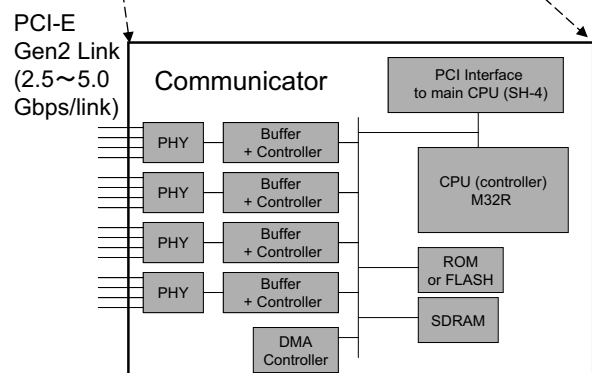 PCI-E
Gen2 Link
(2.5～5.0
Gbps/link)
Communicator
PCI Interface
to main CPU (SH-4)
PHY
Buffer
+ Controller
PHY
Buffer
+ Controller
CPU (controller)
M32R
PHY
Buffer
+ Controller
ROM
or FLASH
PHY
Buffer
+ Controller
SDRAM
DMA
Controller